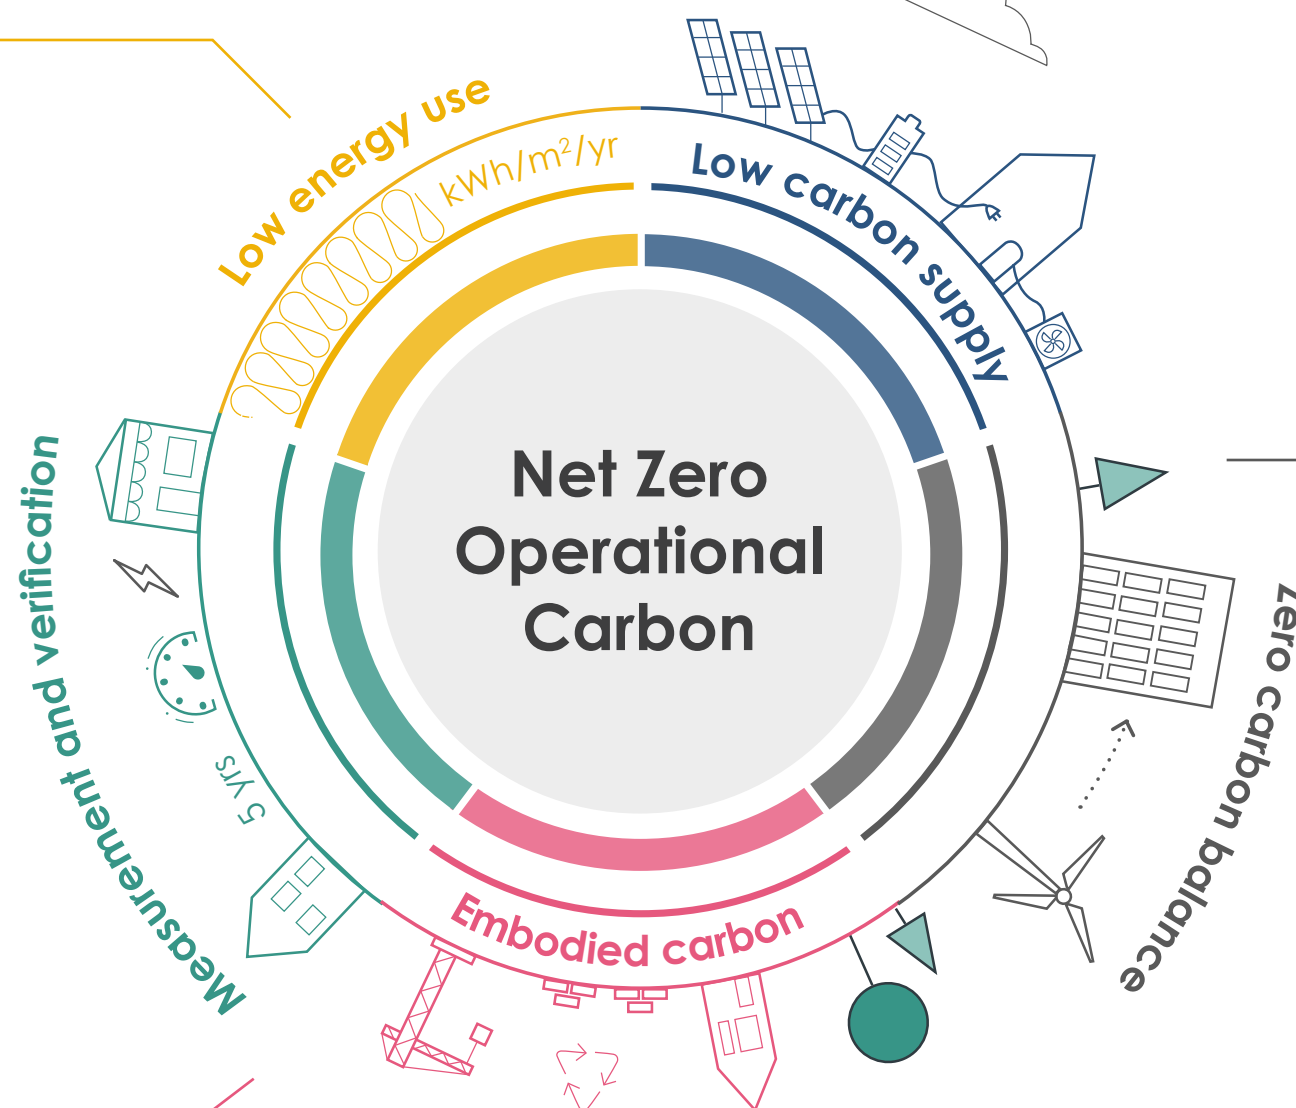 Low energy use
kWh/m²/yr
Low carbon supply
Net Zero
Operational
Carbon
Measurement and verification
5 yrs
Zero carbon balance
Embodied carbon